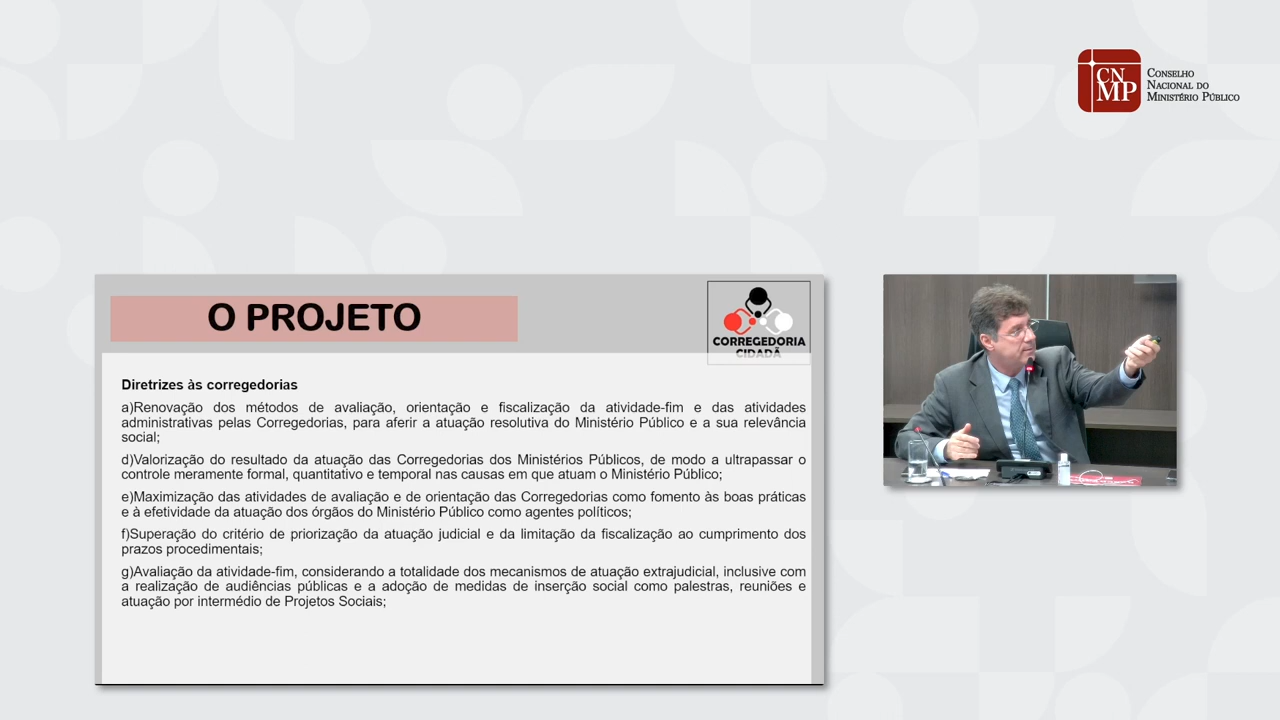 CN
MP
CONSELHO
NACIONAL DO
MINISTÉRIO PÚBLICO
O PROJETO
CORREGEDORIA
CIDADÃ
Diretrizes às corregedorias
a)Renovação dos métodos de avaliação, orientação e fiscalização da atividade-fim e das atividades
administrativas pelas Corregedorias, para aferir a atuação resolutiva do Ministério Público e a sua relevância
social;
d)Valorização do resultado da atuação das Corregedorias dos Ministérios Públicos, de modo a ultrapassar o
controle meramente formal, quantitativo e temporal nas causas em que atuam o Ministério Público;
e)Maximização das atividades de avaliação e de orientação das Corregedorias como fomento às boas práticas
e à efetividade da atuação dos órgãos do Ministério Público como agentes políticos;
f)Superação do critério de priorização da atuação judicial e da limitação da fiscalização ao cumprimento dos
prazos procedimentais;
g)Avaliação da atividade-fim, considerando a totalidade dos mecanismos de atuação extrajudicial, inclusive com
a realização de audiências públicas e a adoção de medidas de inserção social como palestras, reuniões e
atuação por intermédio de Projetos Sociais;